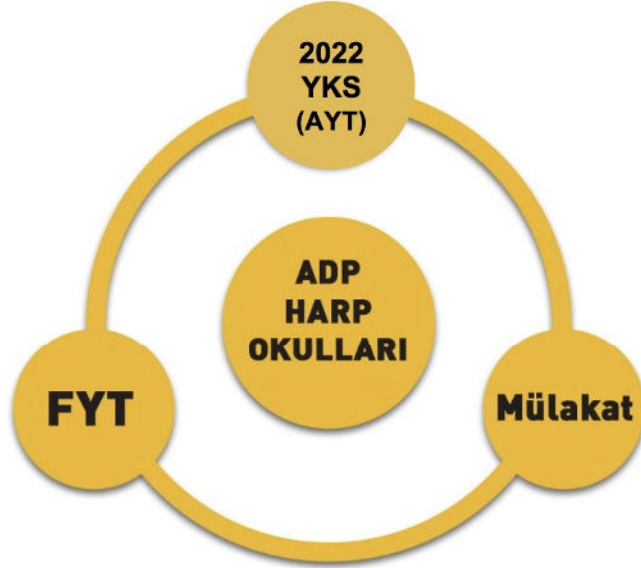 2022
YKS
(AYT)
ADP
HARP
OKULLARI
FYT
Mülakat